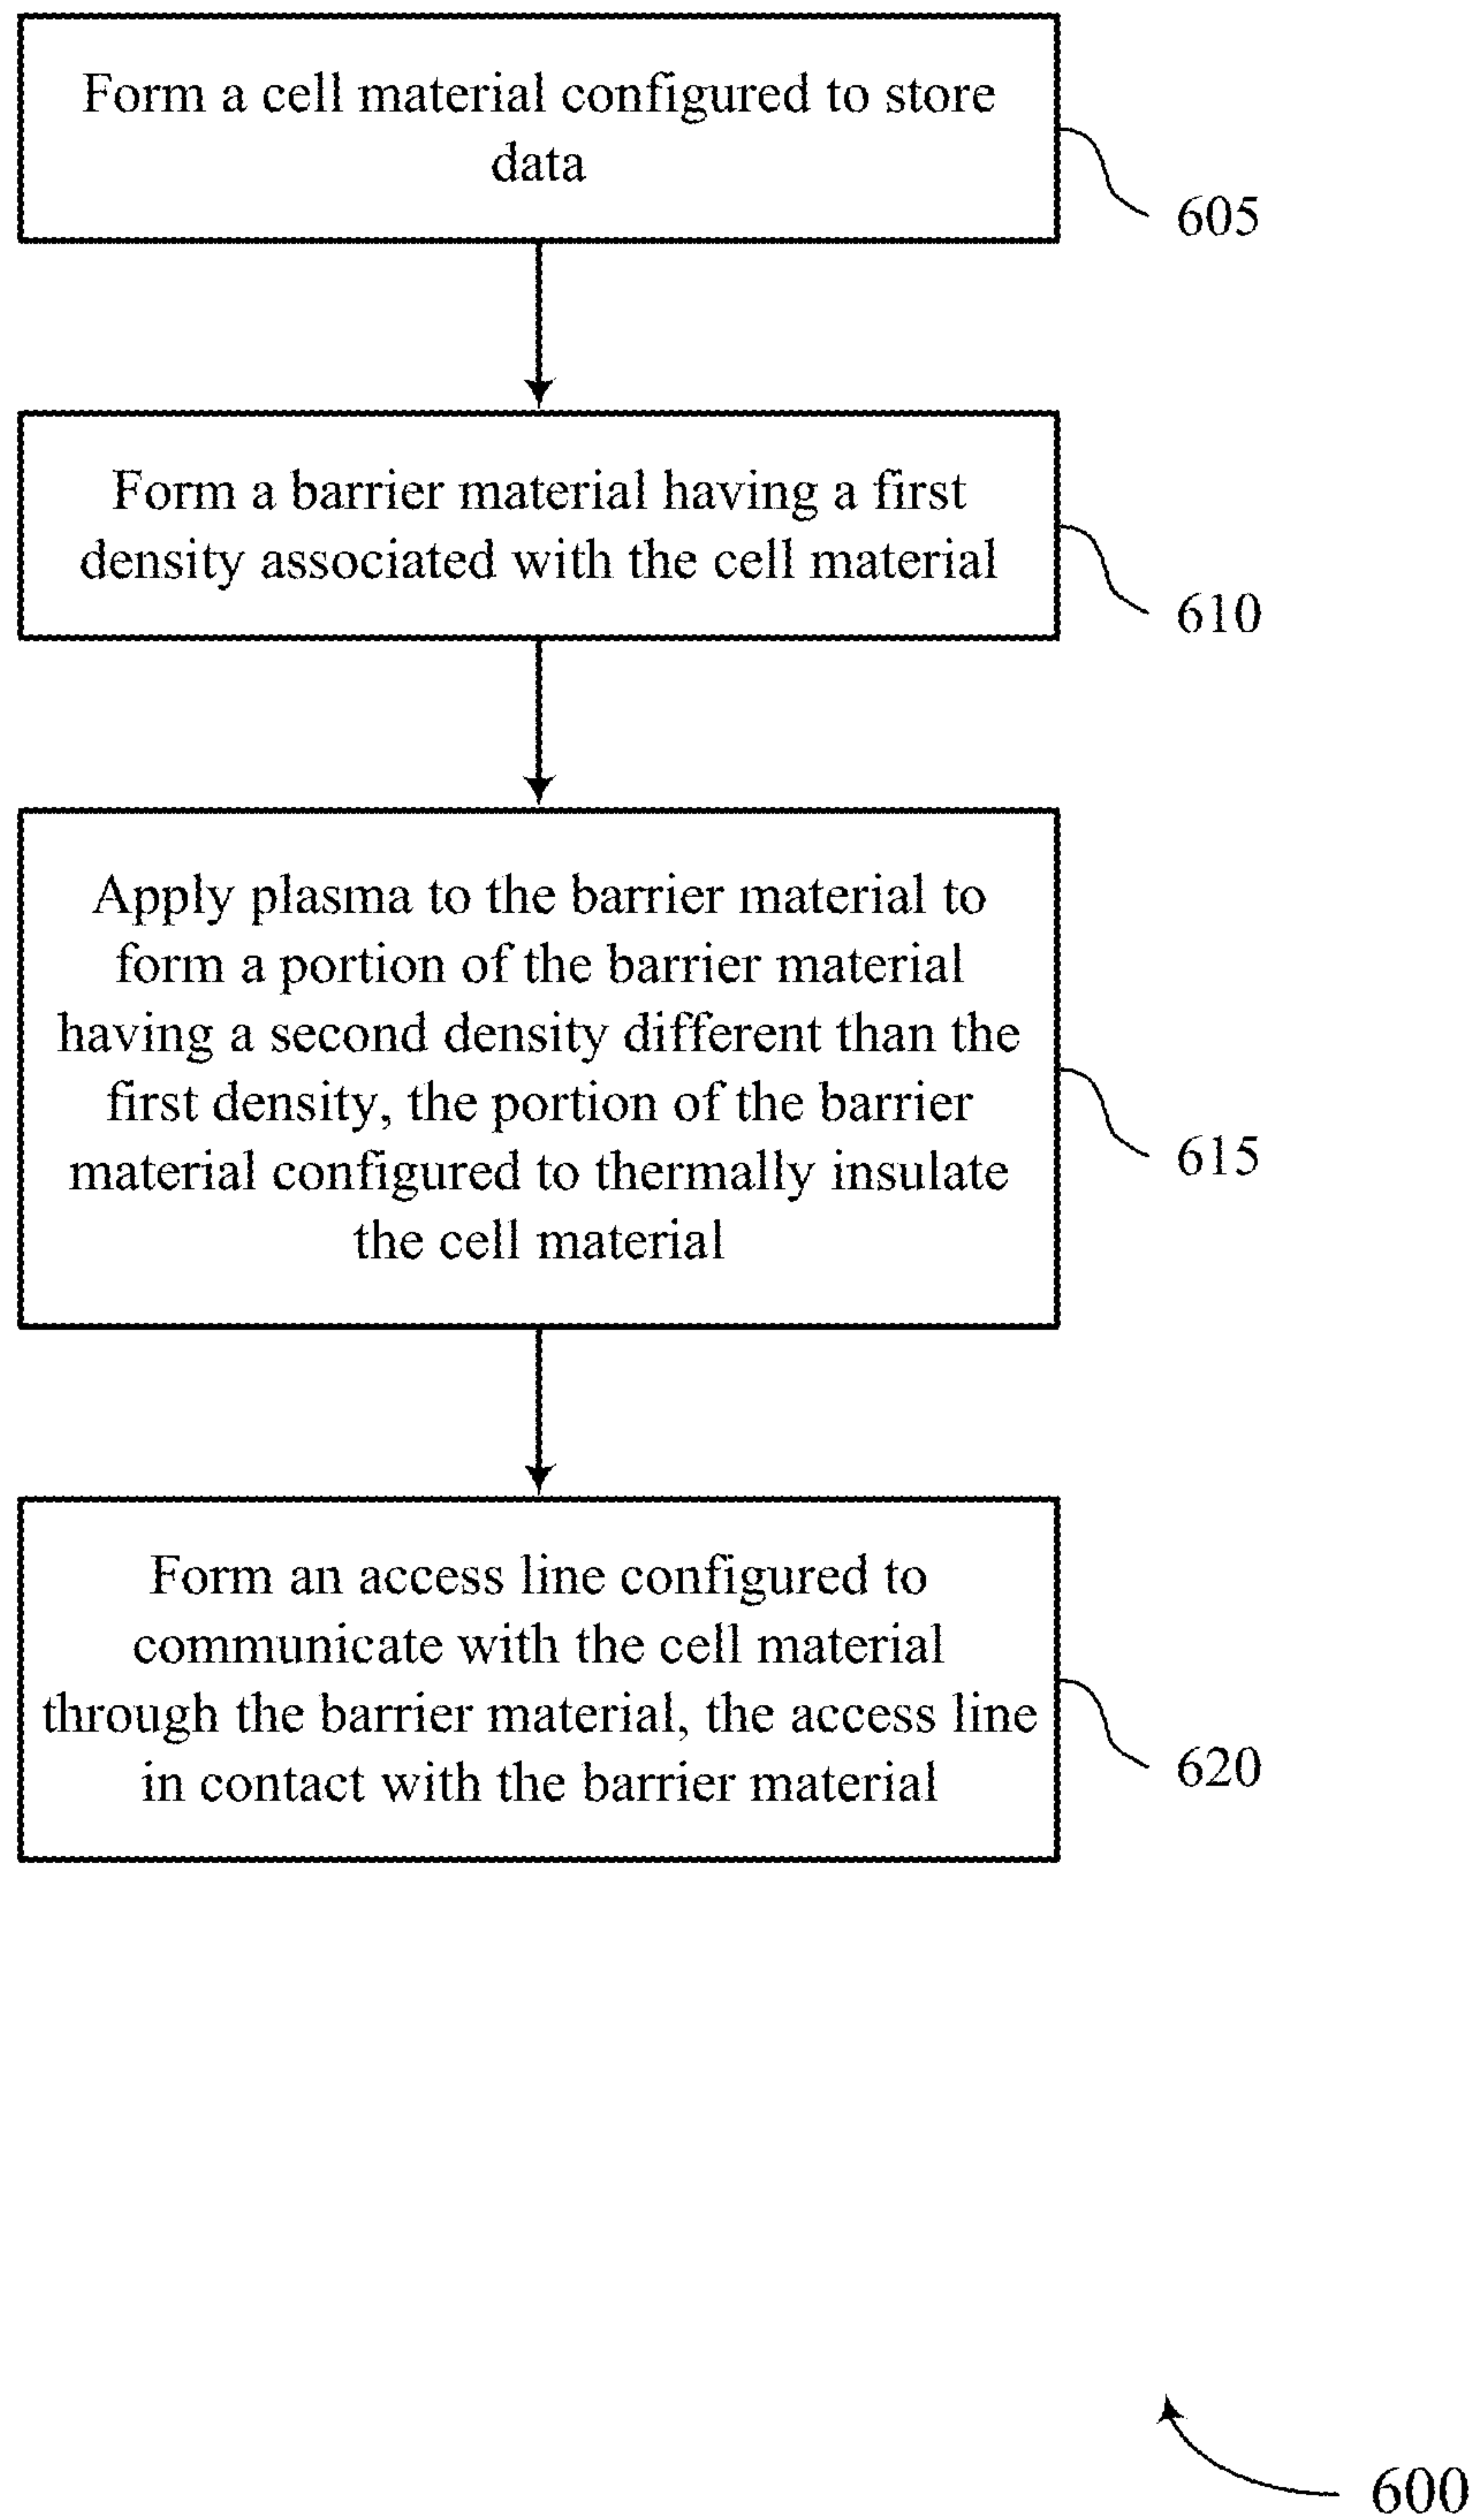 Form a cell material configured to store
data
605
Form a barrier material having a first
density associated with the cell material
610
Apply plasma to the barrier material to
form a portion of the barrier material
having a second density different than the
first density, the portion of the barrier
material configured to thermally insulate
the cell material
615
Form an access line configured to
communicate with the cell material
through the barrier material, the access line
in contact with the barrier material
620
600